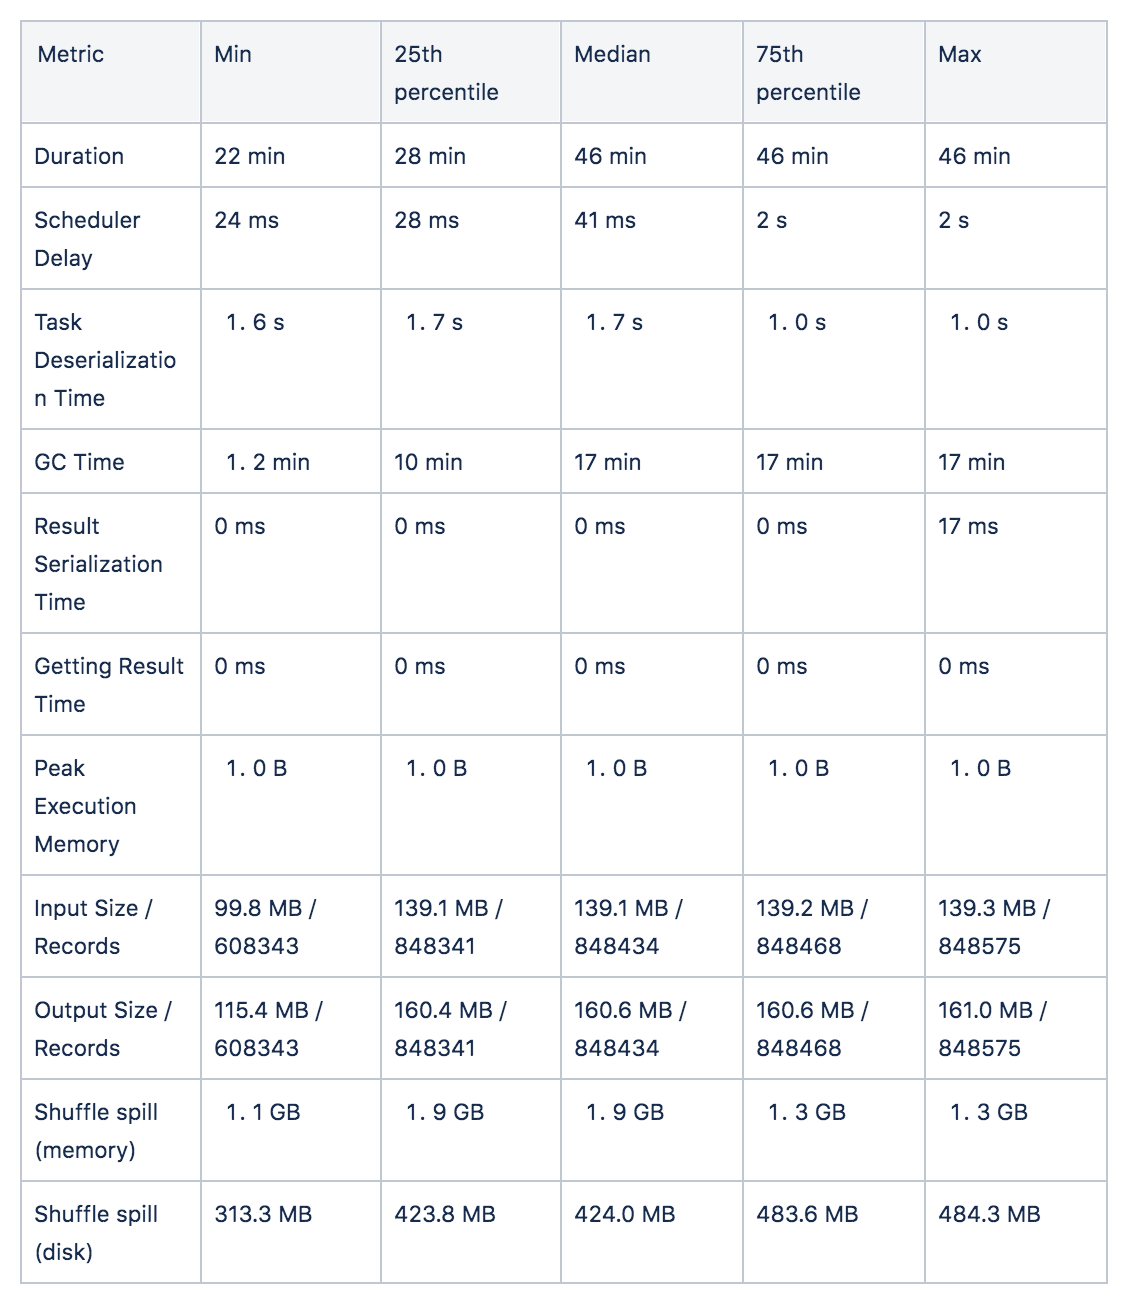 Metric Min 25th percentile Median 75th percentile Max
Duration 22 min 28 min 46 min 46 min 46 min
Scheduler Delay 24 ms 28 ms 41 ms 2 s 2 s
Task Deserialization Time 1. 6 s 1. 7 s 1. 7 s 1. 0 s 1. 0 s
GC Time 1. 2 min 10 min 17 min 17 min 17 min
Result Serialization Time 0 ms 0 ms 0 ms 0 ms 17 ms
Getting Result Time 0 ms 0 ms 0 ms 0 ms 0 ms
Peak Execution Memory 1. 0 B 1. 0 B 1. 0 B 1. 0 B 1. 0 B
Input Size / Records 99.8 MB / 608343 139.1 MB / 848341 139.1 MB / 848434 139.2 MB / 848468 139.3 MB / 848575
Output Size / Records 115.4 MB / 608343 160.4 MB / 848341 160.6 MB / 848434 160.6 MB / 848468 161.0 MB / 848575
Shuffle spill (memory) 1. 1 GB 1. 9 GB 1. 9 GB 1. 3 GB 1. 3 GB
Shuffle spill (disk) 313.3 MB 423.8 MB 424.0 MB 483.6 MB 484.3 MB